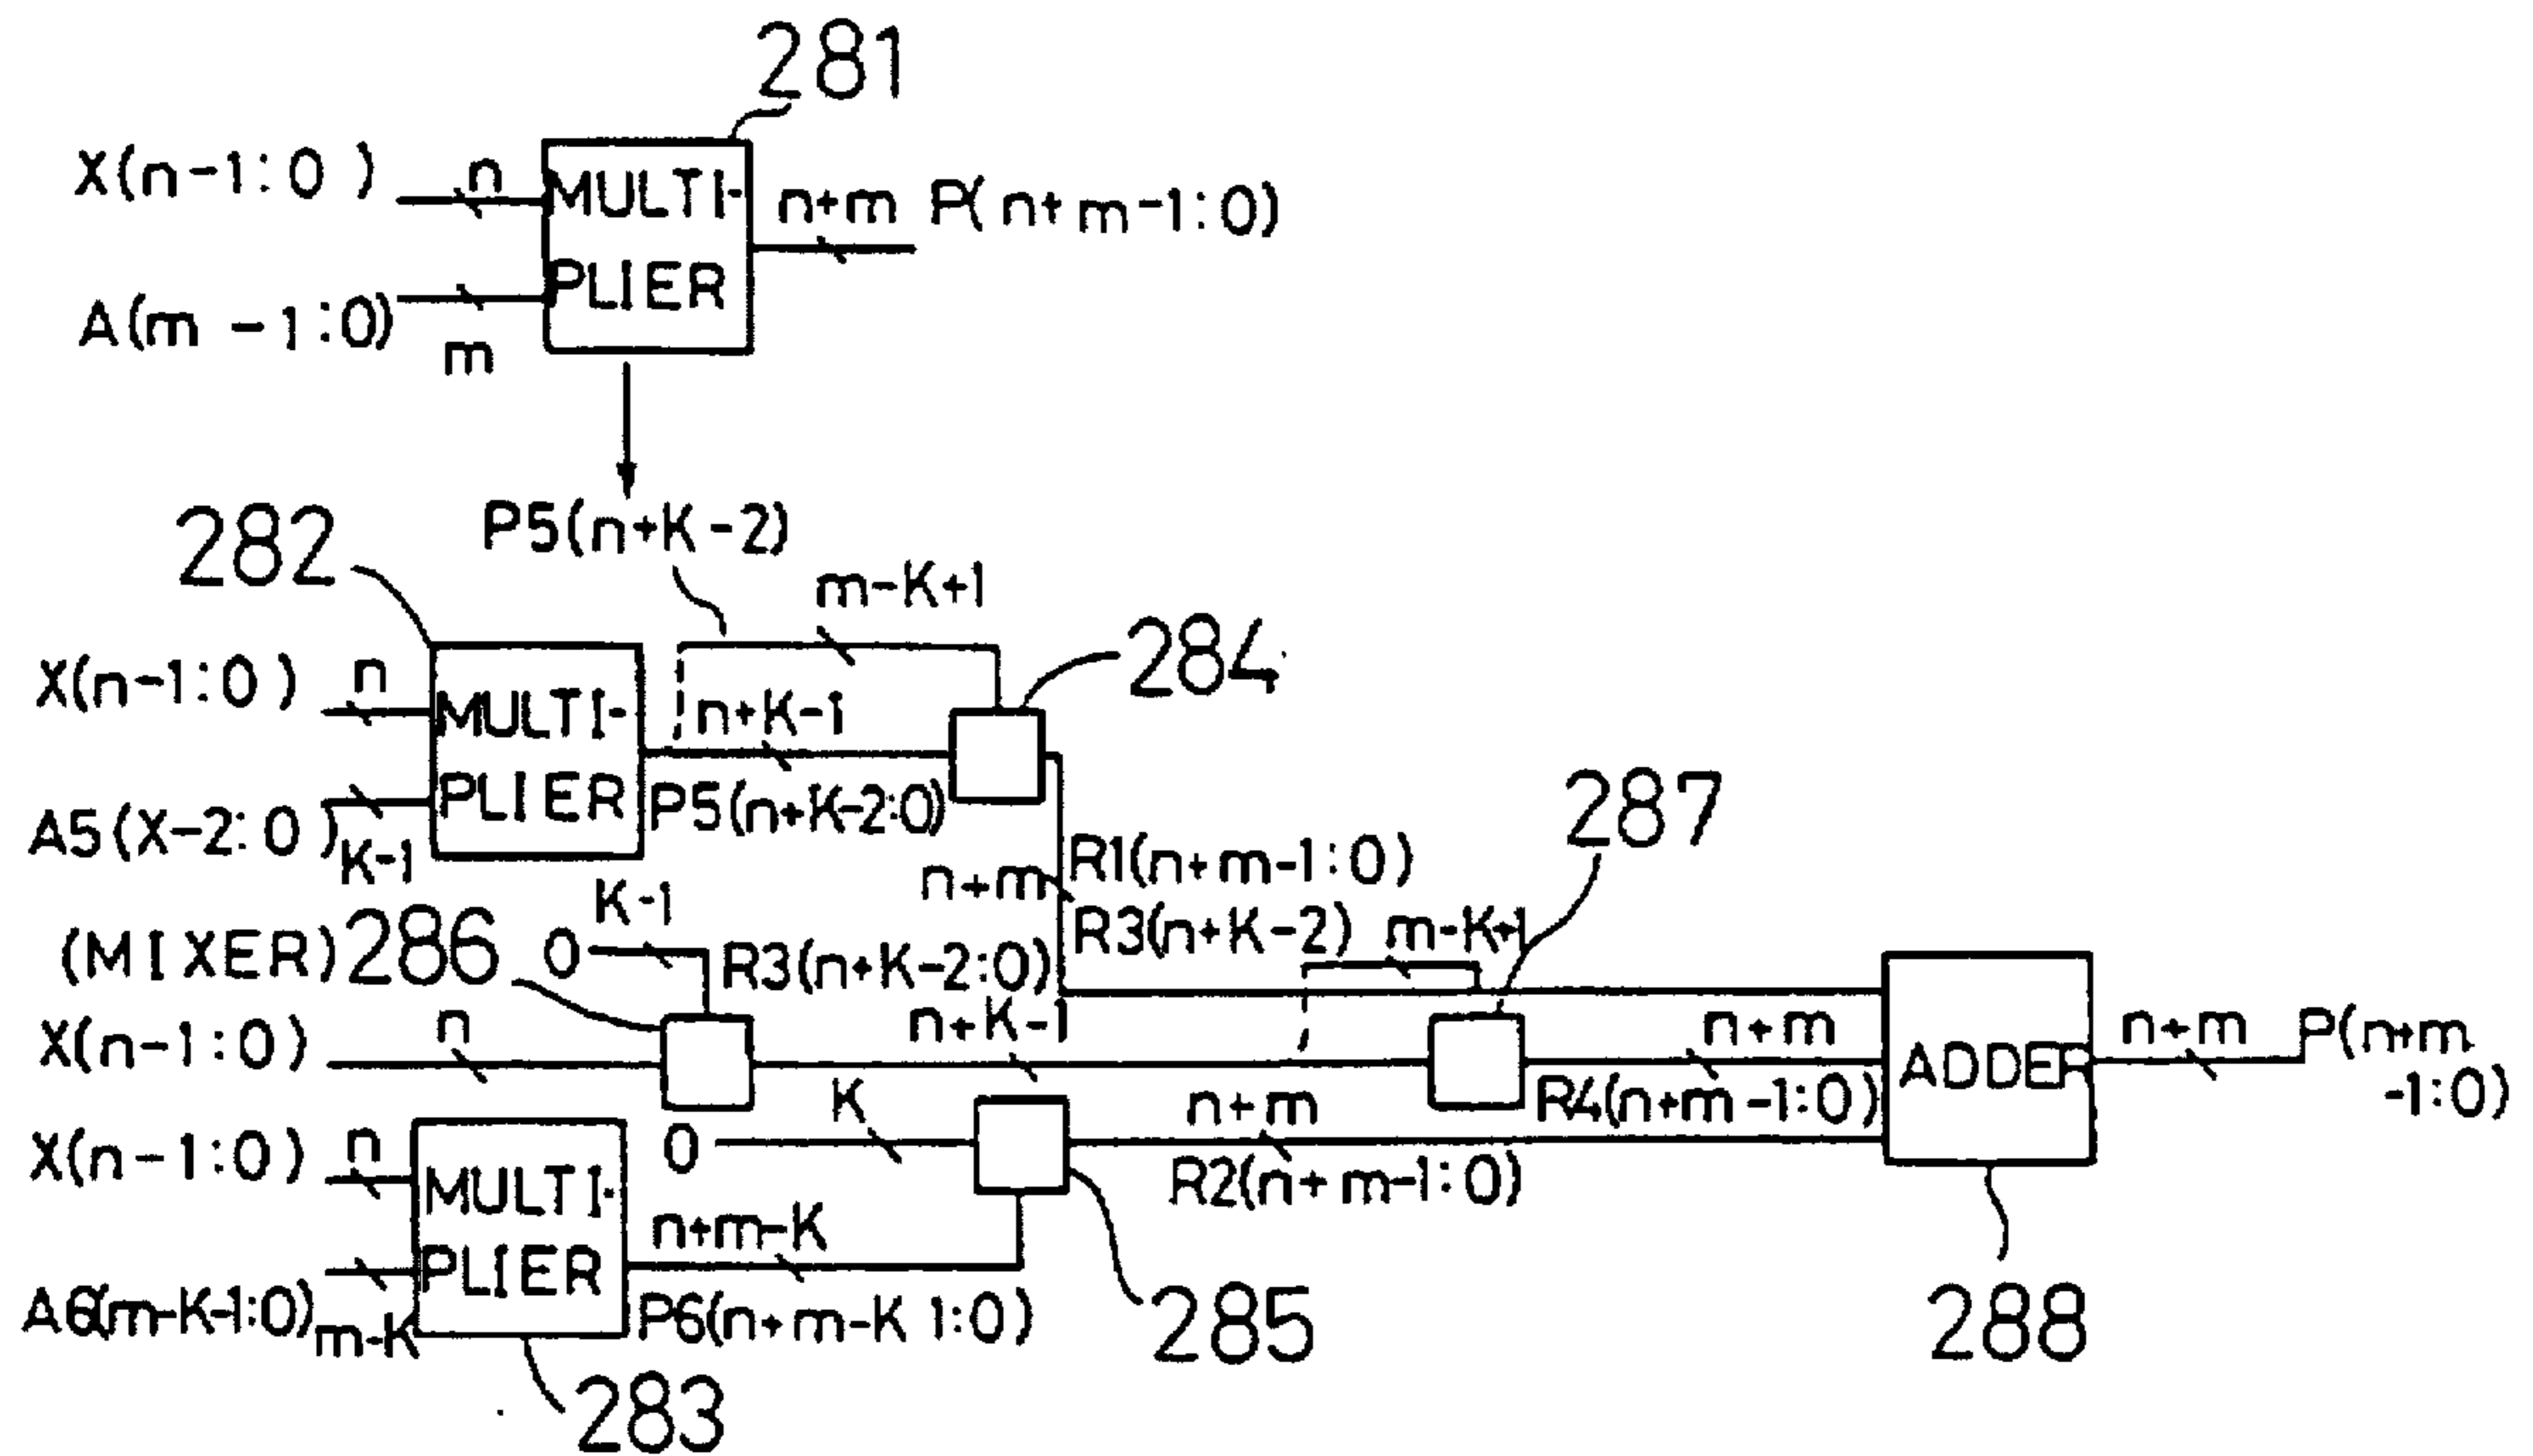 281
X(n-1:0 )
n
MULTI-
PLIER
n+m
P(n+m-1:0)
A(m -1:0)
m
P5(n+K-2)
282
m-K+1
284
X(n-1:0)
n
MULTI-
PLIER
n+K-1
P5(n+K-2:0)
A5(X-2:0)
K-1
287
n+m
R1(n+m-1:0)
R3(n+K-2)
m-K+1
(MIXER)
286
0
K-1
R3(n+K-2:0)
X(n-1:0)
n
n+K-1
n+m
R4(n+m-1:0)
ADDER
n+m
P(n+m
-1:0)
0
K
n+m
R2(n+m-1:0)
X(n-1:0)
n
MULTI-
PLIER
n+m-K
P6(n+m-K 1:0)
A6(m-K-1:0)
m-K
285
288
283